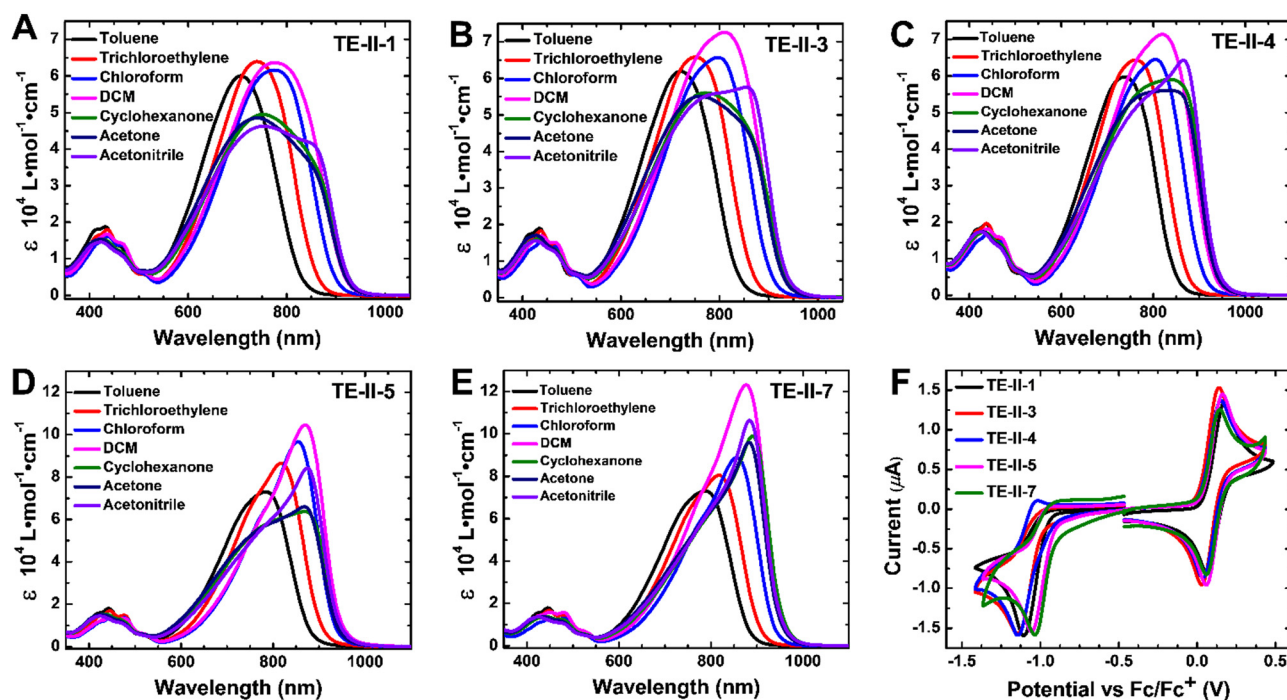 A
TE-II-1
Toluene
Trichloroethylene
Chloroform
DCM
Cyclohexanone
Acetone
Acetonitrile
7
6
5
4
3
2
1
0
ε 10⁴ L•mol⁻¹•cm⁻¹
400 600 800 1000
Wavelength (nm)
B
TE-II-3
Toluene
Trichloroethylene
Chloroform
DCM
Cyclohexanone
Acetone
Acetonitrile
7
6
5
4
3
2
1
0
ε 10⁴ L•mol⁻¹•cm⁻¹
400 600 800 1000
Wavelength (nm)
C
TE-II-4
Toluene
Trichloroethylene
Chloroform
DCM
Cyclohexanone
Acetone
Acetonitrile
7
6
5
4
3
2
1
0
ε 10⁴ L•mol⁻¹•cm⁻¹
400 600 800 1000
Wavelength (nm)
D
TE-II-5
Toluene
Trichloroethylene
Chloroform
DCM
Cyclohexanone
Acetone
Acetonitrile
12
10
8
6
4
2
0
ε 10⁴ L•mol⁻¹•cm⁻¹
400 600 800 1000
Wavelength (nm)
E
TE-II-7
Toluene
Trichloroethylene
Chloroform
DCM
Cyclohexanone
Acetone
Acetonitrile
12
10
8
6
4
2
0
ε 10⁴ L•mol⁻¹•cm⁻¹
400 600 800 1000
Wavelength (nm)
F
TE-II-1
TE-II-3
TE-II-4
TE-II-5
TE-II-7
1.5
1.0
0.5
0.0
-0.5
-1.0
-1.5
Current (μA)
-1.5 -1.0 -0.5 0.0 0.5
Potential vs Fc/Fc⁺ (V)